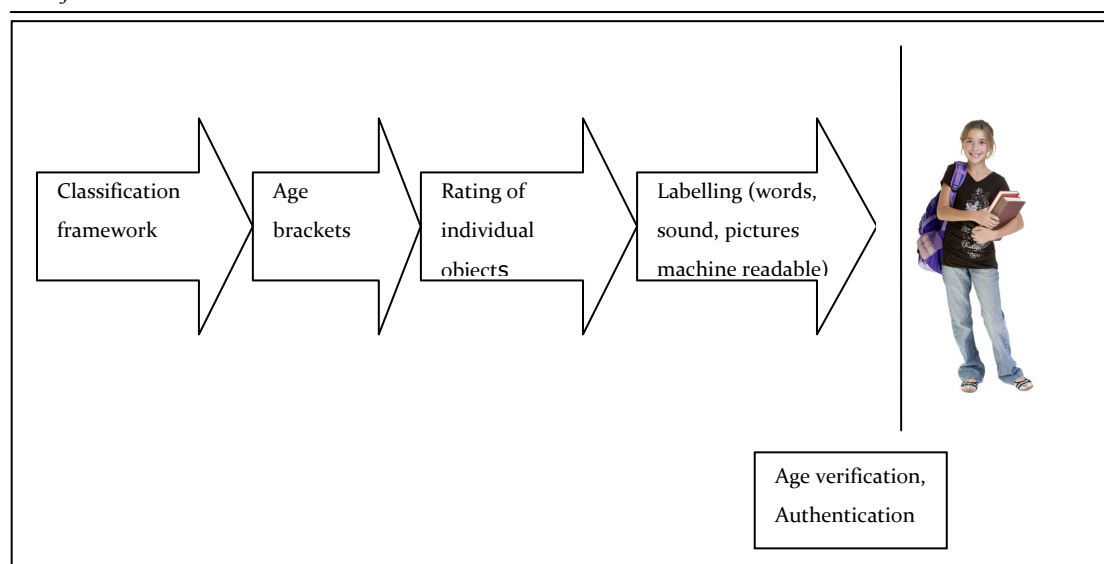 Classification
framework
Age
brackets
Rating of
individual
objects
Labelling (words,
sound, pictures
machine readable)
Age verification,
Authentication